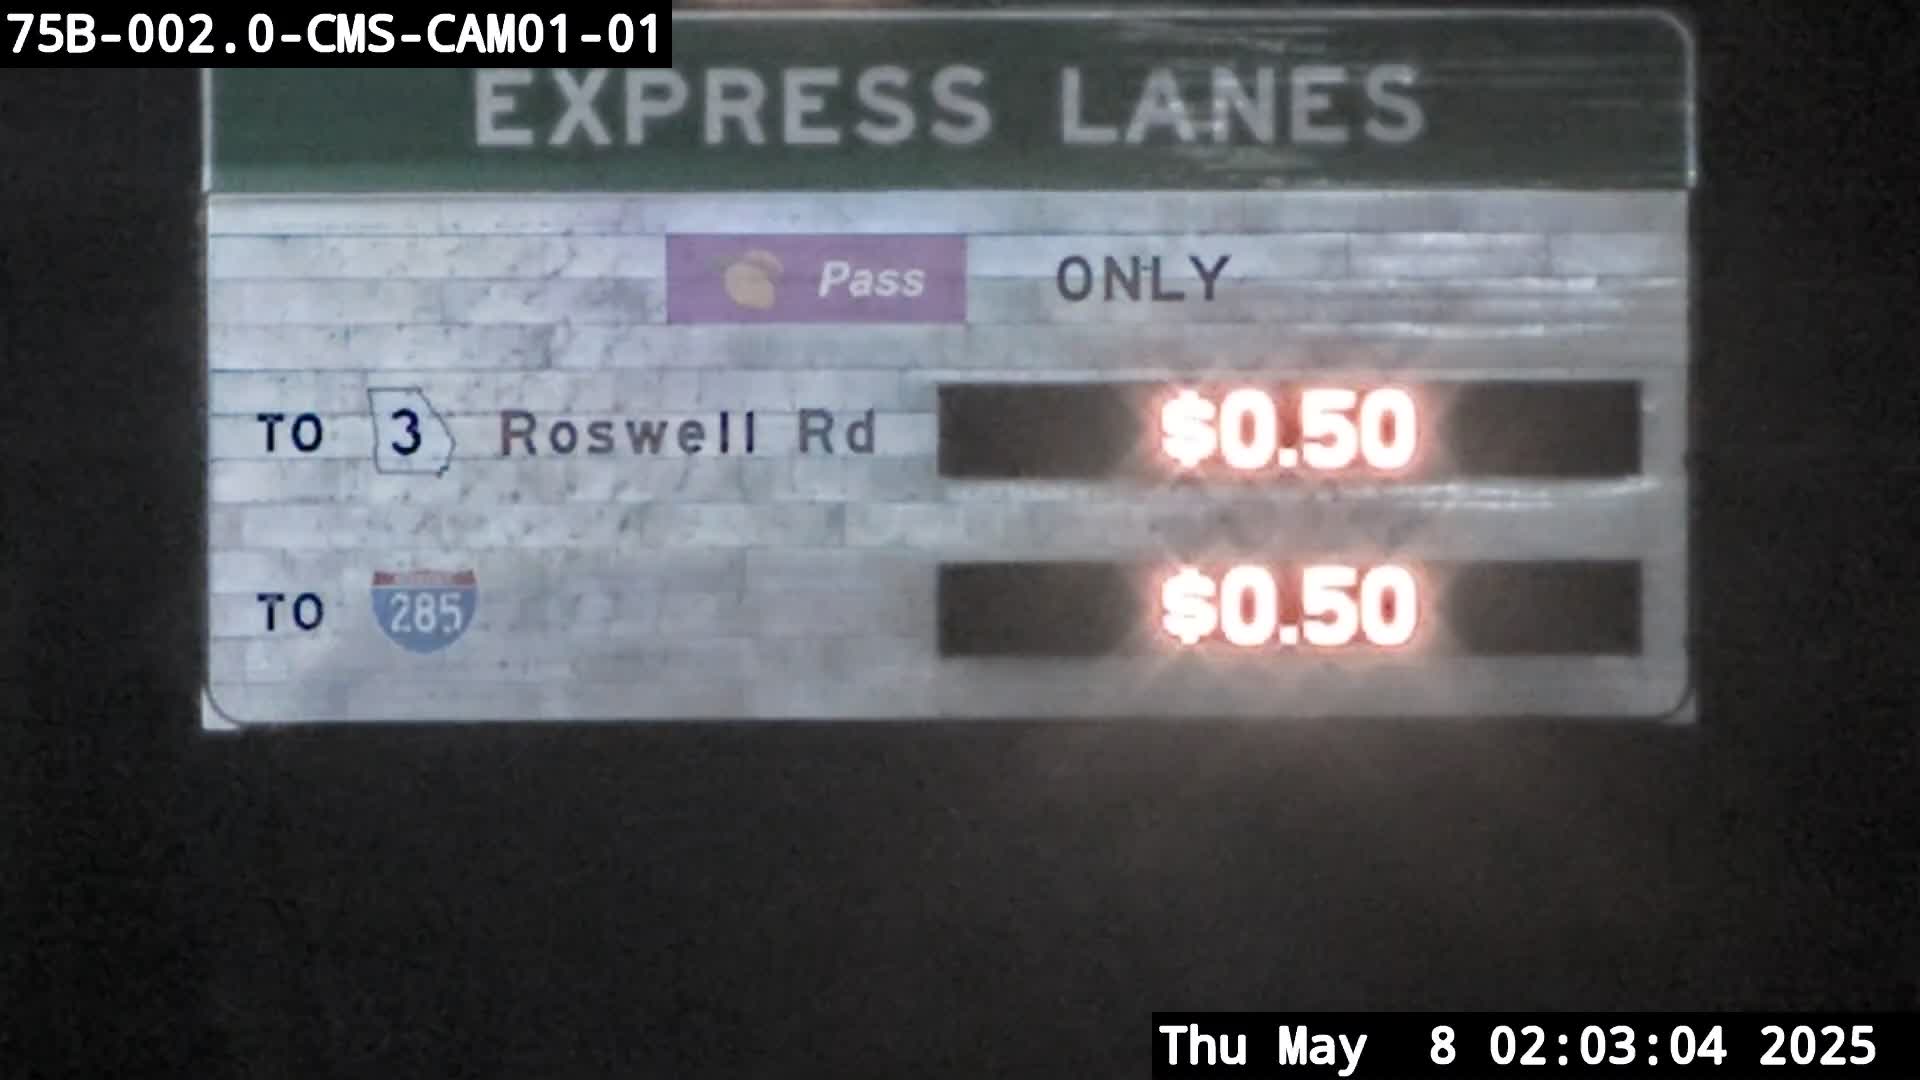 75B-002.0-CMS-CAM01-01
EXPRESS LANES
Pass ONLY
TO 3 Roswell Rd $0.50
TO 285 $0.50
Thu May 8 02:03:04 2025